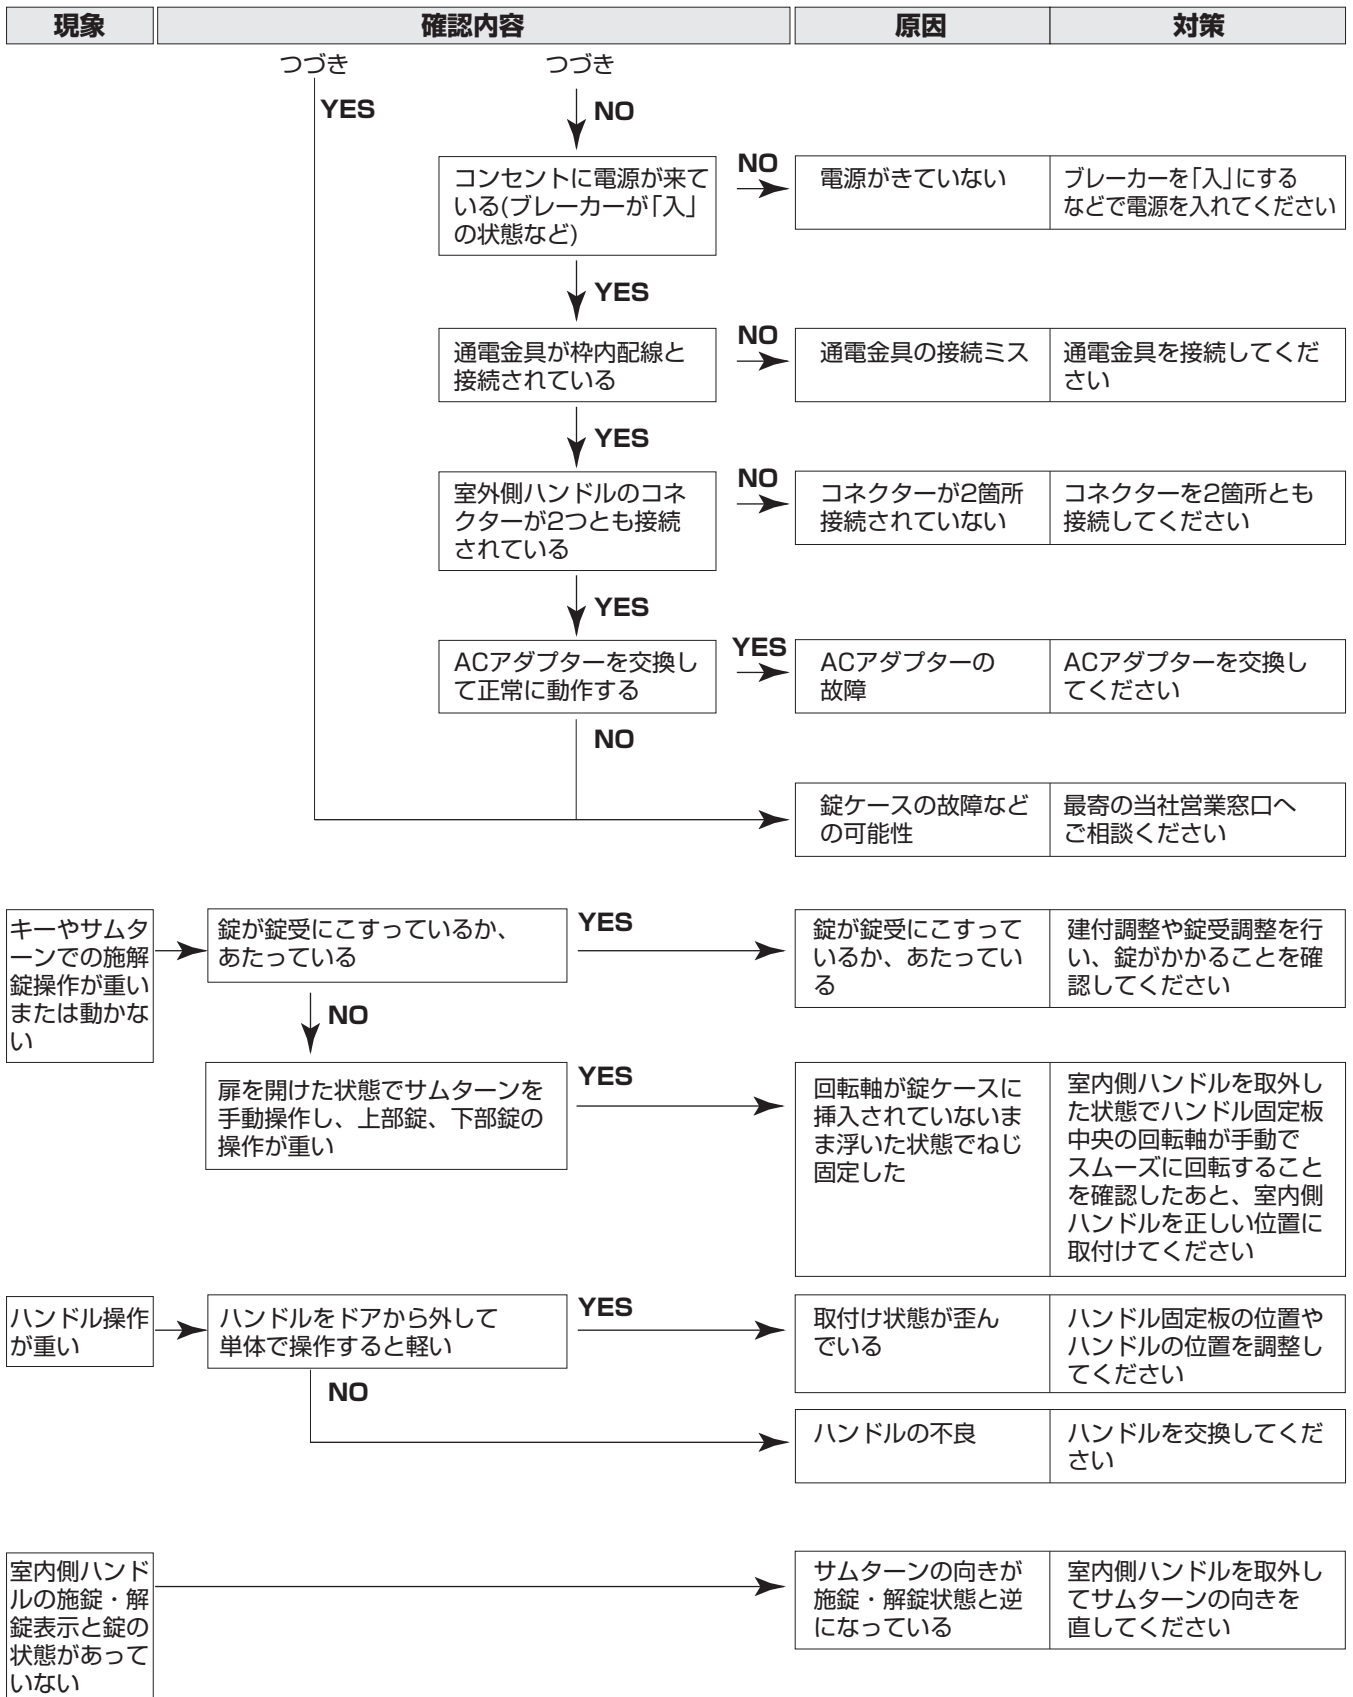 現象
確認内容
原因
対策
つづき
つづき
YES
NO
コンセントに電源が来て
いる(ブレーカーが「入」
の状態など)
NO
電源がきていない
ブレーカーを「入」にする
などで電源を入れてください
YES
通電金具が枠内配線と
接続されている
NO
通電金具の接続ミス
通電金具を接続してくだ
さい
YES
室外側ハンドルのコネ
クターが2つとも接続
されている
NO
コネクターが2箇所
接続されていない
コネクターを2箇所とも
接続してください
YES
ACアダプターを交換し
て正常に動作する
YES
ACアダプターの
故障
ACアダプターを交換し
てください
NO
錠ケースの故障など
の可能性
最寄の当社営業窓口へ
ご相談ください
キーやサムタ
ーンでの施解
錠操作が重い
または動かな
い
錠が錠受にこすっているか、
あたっている
YES
錠が錠受にこすって
いるか、あたってい
る
建付調整や錠受調整を行
い、錠がかかることを確
認してください
NO
扉を開けた状態でサムターンを
手動操作し、上部錠、下部錠の
操作が重い
YES
回転軸が錠ケースに
挿入されていないま
ま浮いた状態でねじ
固定した
室内側ハンドルを取外し
た状態でハンドル固定板
中央の回転軸が手動で
スムーズに回転すること
を確認したあと、室内側
ハンドルを正しい位置に
取付けてください
ハンドル操作
が重い
ハンドルをドアから外して
単体で操作すると軽い
YES
取付け状態が歪ん
でいる
ハンドル固定板の位置や
ハンドルの位置を調整し
てください
NO
ハンドルの不良
ハンドルを交換してくだ
さい
室内側ハンド
ルの施錠・解
錠表示と錠の
状態があって
いない
サムターンの向きが
施錠・解錠状態と逆
になっている
室内側ハンドルを取外し
てサムターンの向きを
直してください